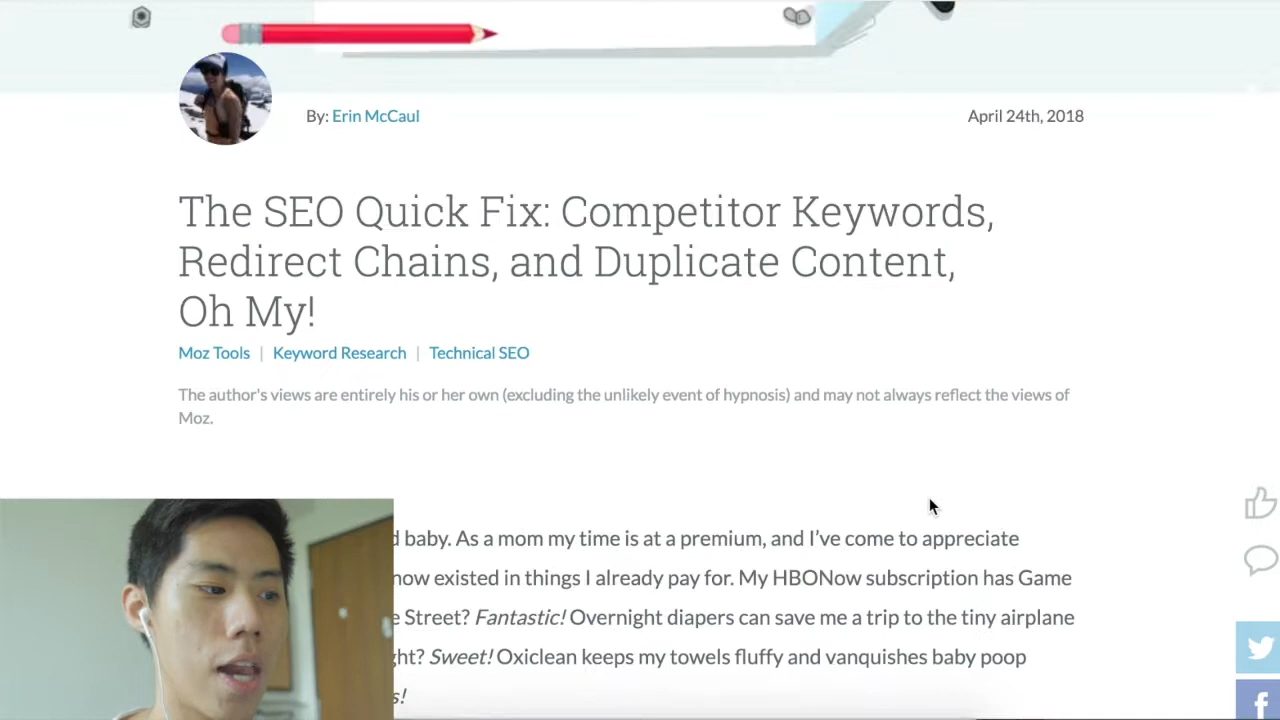 By: Erin McCaul
April 24th, 2018
The SEO Quick Fix: Competitor Keywords,
Redirect Chains, and Duplicate Content,
Oh My!
Moz Tools | Keyword Research | Technical SEO
The author's views are entirely his or her own (excluding the unlikely event of hypnosis) and may not always reflect the views of
Moz.
baby. As a mom my time is at a premium, and I've come to appreciate
now existed in things I already pay for. My HBONow subscription has Game
Street? Fantastic! Overnight diapers can save me a trip to the tiny airplane
Sweet! Oxiclean keeps my towels fluffy and vanquishes baby poop